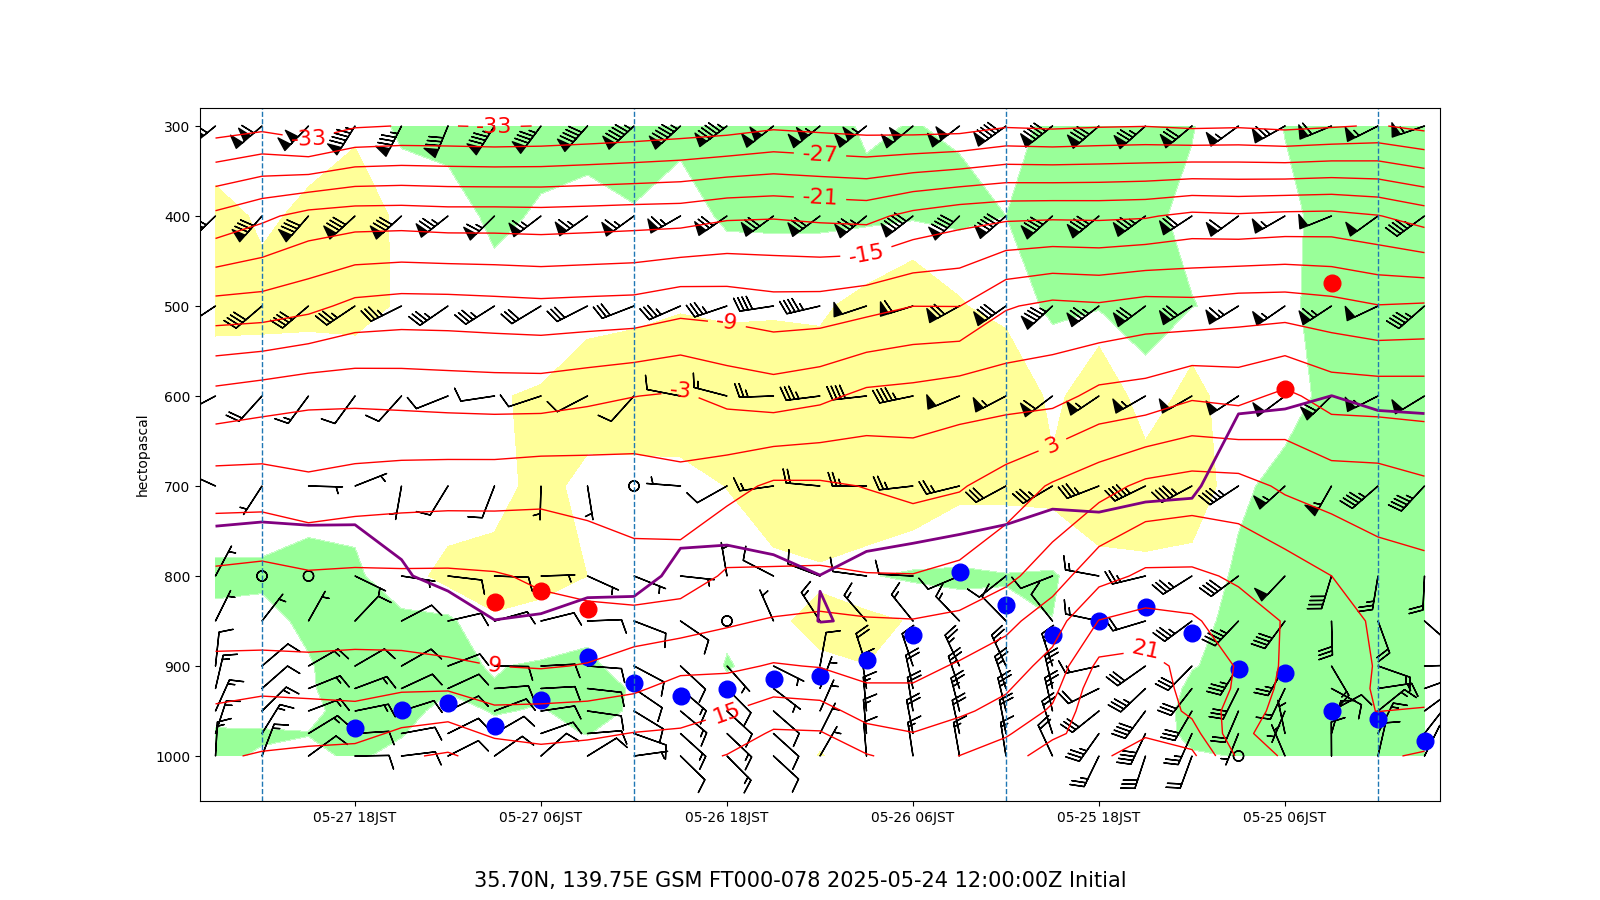 hectopascal
300
400
500
600
700
800
900
1000
-33
-33
-27
-21
-15
-9
-3
3
9
15
21
05-27 18JST
05-27 06JST
05-26 18JST
05-26 06JST
05-25 18JST
05-25 06JST
35.70N, 139.75E GSM FT000-078 2025-05-24 12:00:00Z Initial